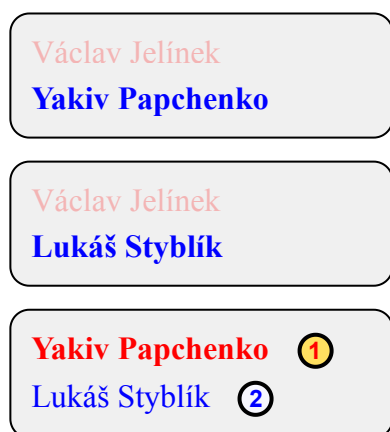 Václav Jelínek
Yakiv Papchenko
Václav Jelínek
Lukáš Styblík
Yakiv Papchenko 1
Lukáš Styblík 2